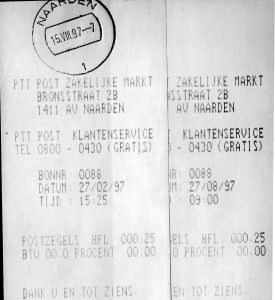 NAARDEN
15.VIII.97-7
1
PTT POST ZAKELIJKE MARKT
BRONSSTRAAT 2B
1411 AV NAARDEN
PTT POST KLANTENSERVICE
TEL 0800 - 0430 (GRATIS)
BONNR: 0088
DATUM: 27/02/97
TIJD : 15:25
POSTZEGELS HFL 000.25
BTW 00.0 PROCENT 00.00
DANK U EN TOT ZIENS
T ZAKELIJKE MARKT
NSSTRAAT 2B
AV NAARDEN
KLANTENSERVICE
0 - 0430 (GRATIS)
NR: 0088
M: 27/08/97
: 09:00
GELS HFL 000.25
.0 PROCENT 00.00
EN TOT ZIENS